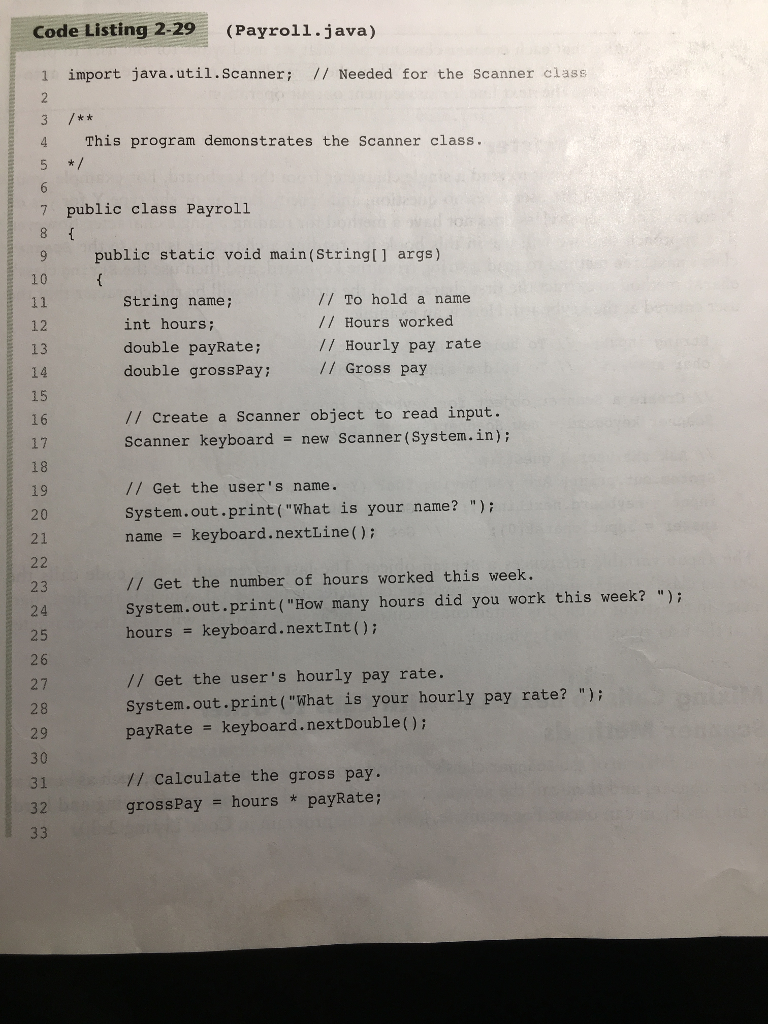 Code Listing 2-29 (Payroll.java)
1 import java.util.Scanner; // Needed for the Scanner class
2
3 /**
4 This program demonstrates the Scanner class.
5 */
6
7 public class Payroll
8 {
9 public static void main(String[] args)
10 {
11 String name; // To hold a name
12 int hours; // Hours worked
13 double payRate; // Hourly pay rate
14 double grossPay; // Gross pay
15
16 // Create a Scanner object to read input.
17 Scanner keyboard = new Scanner(System.in);
18
19 // Get the user's name.
20 System.out.print("What is your name? ");
21 name = keyboard.nextLine();
22
23 // Get the number of hours worked this week.
24 System.out.print("How many hours did you work this week? ");
25 hours = keyboard.nextInt();
26
27 // Get the user's hourly pay rate.
28 System.out.print("What is your hourly pay rate? ");
29 payRate = keyboard.nextDouble();
30
31 // Calculate the gross pay.
32 grossPay = hours * payRate;
33